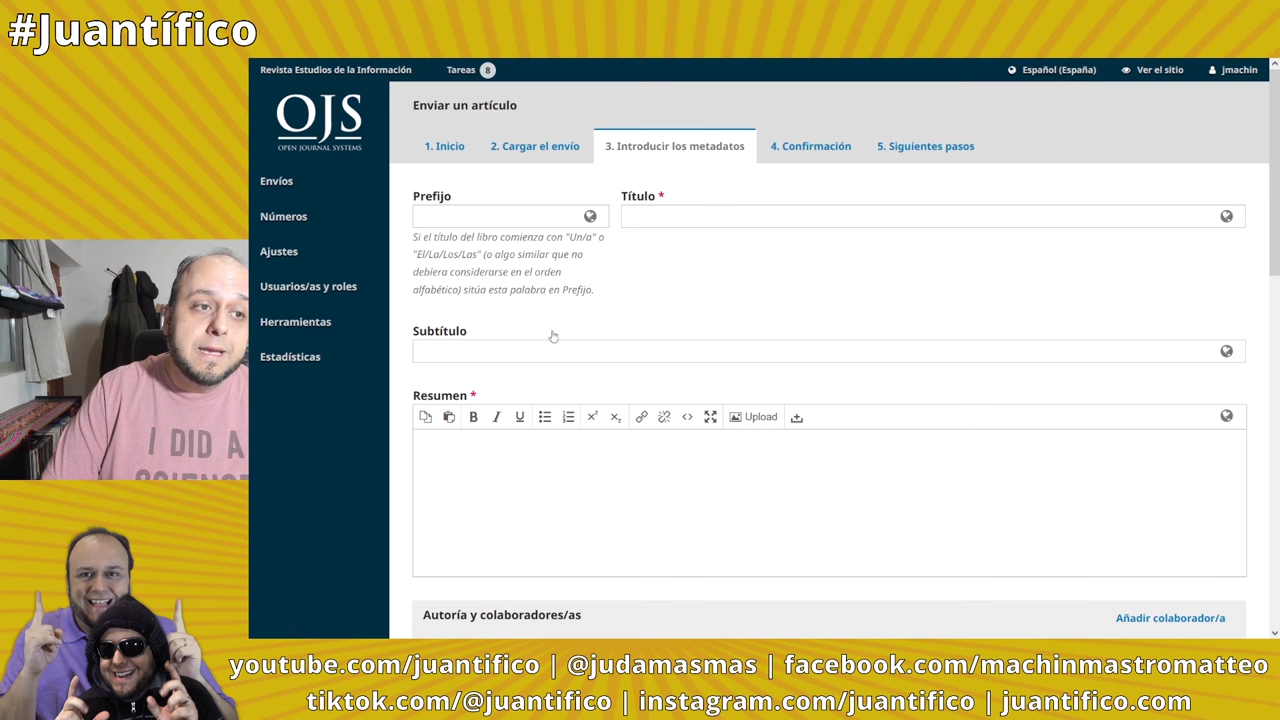 #Juantífico
Revista Estudios de la Información
Tareas 8
Español (España)
Ver el sitio
jmachin
OJS
OPEN JOURNAL SYSTEMS
Envíos
Números
Ajustes
Usuarios/as y roles
Herramientas
Estadísticas
Enviar un artículo
1. Inicio
2. Cargar el envío
3. Introducir los metadatos
4. Confirmación
5. Siguientes pasos
Prefijo
Título *
Si el título del libro comienza con "Un/a" o
"El/La/Los/Las" (o algo similar que no
debiera considerarse en el orden
alfabético) sitúa esta palabra en Prefijo.
Subtítulo
Resumen *
B I U
Upload
Autoría y colaboradores/as
Añadir colaborador/a
I DID A
youtube.com/juantifico | @judamasmas | facebook.com/machinmastromatteo
tiktok.com/@juantifico | instagram.com/juantifico | juantifico.com